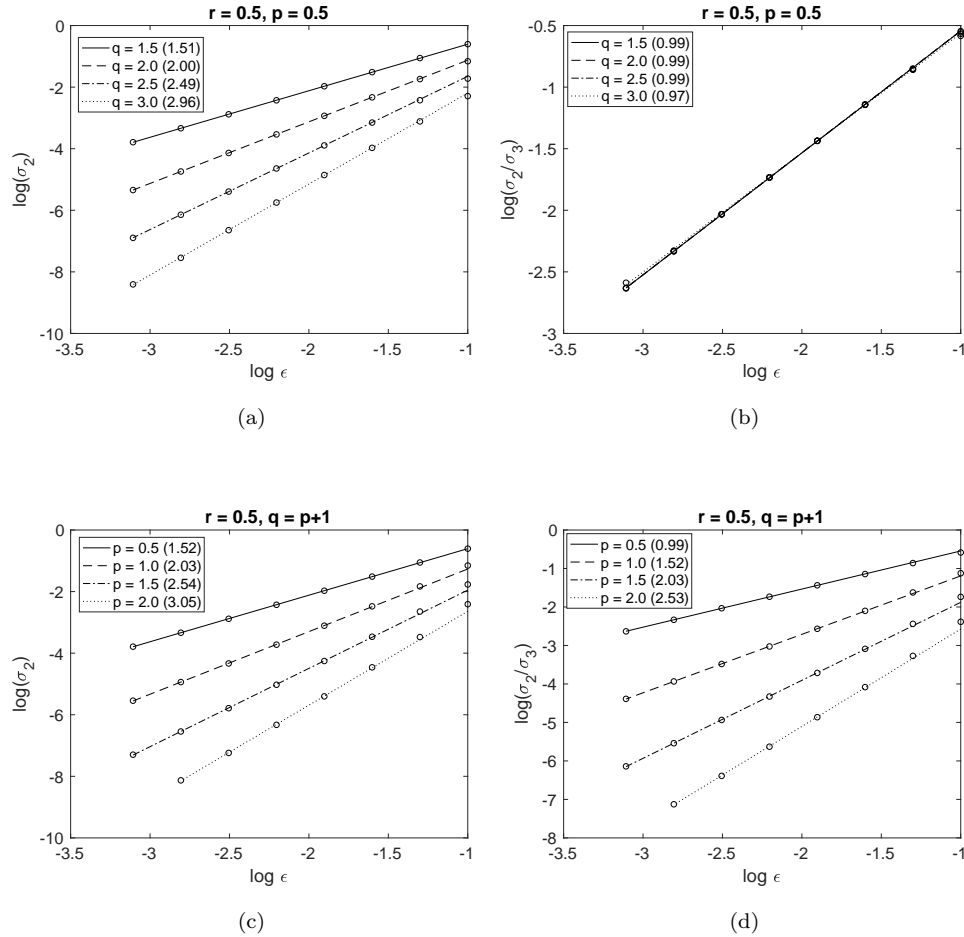 r = 0.5, p = 0.5
q = 1.5 (1.51)
q = 2.0 (2.00)
q = 2.5 (2.49)
q = 3.0 (2.96)
0
-2
-4
-6
-8
-10
log(σ2)
-3.5 -3 -2.5 -2 -1.5 -1
log ϵ
(a)
r = 0.5, p = 0.5
q = 1.5 (0.99)
q = 2.0 (0.99)
q = 2.5 (0.99)
q = 3.0 (0.97)
-0.5
-1
-1.5
-2
-2.5
-3
log(σ2/σ3)
-3.5 -3 -2.5 -2 -1.5 -1
log ϵ
(b)
r = 0.5, q = p+1
p = 0.5 (1.52)
p = 1.0 (2.03)
p = 1.5 (2.54)
p = 2.0 (3.05)
0
-2
-4
-6
-8
-10
log(σ2)
-3.5 -3 -2.5 -2 -1.5 -1
log ϵ
(c)
r = 0.5, q = p+1
p = 0.5 (0.99)
p = 1.0 (1.52)
p = 1.5 (2.03)
p = 2.0 (2.53)
0
-1
-2
-3
-4
-5
-6
-7
-8
log(σ2/σ3)
-3.5 -3 -2.5 -2 -1.5 -1
log ϵ
(d)